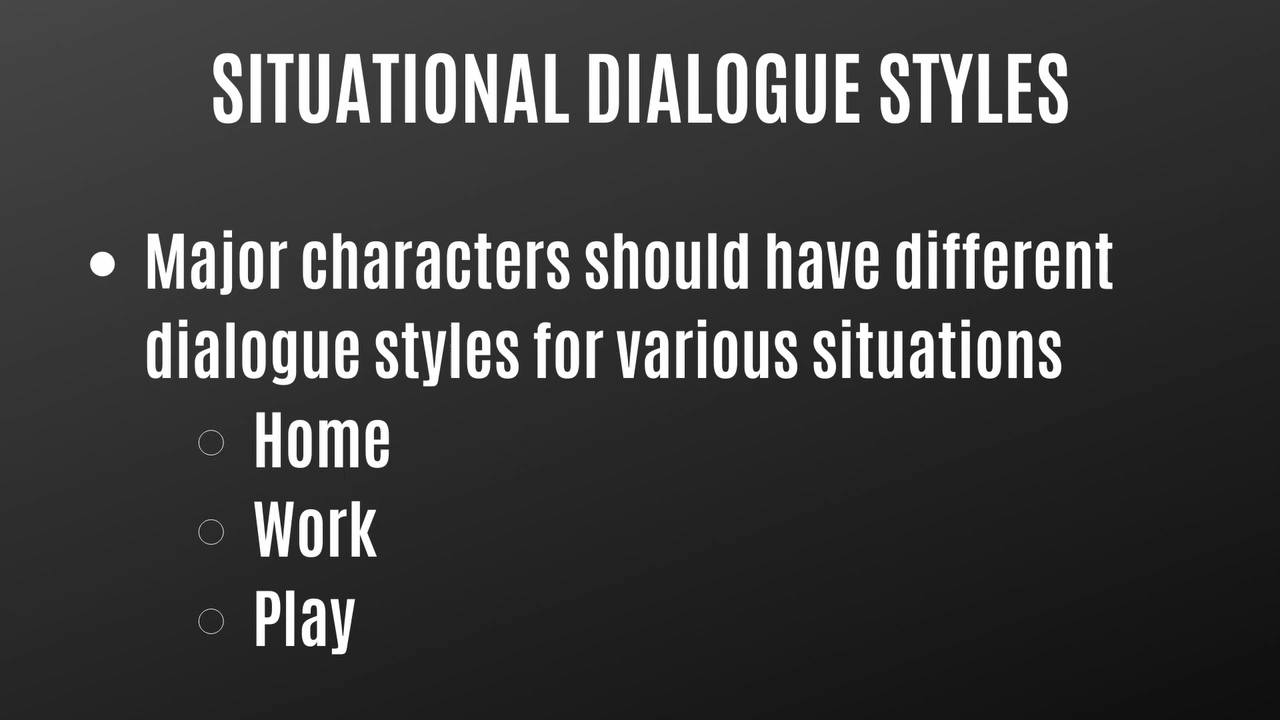 SITUATIONAL DIALOGUE STYLES
Major characters should have different
dialogue styles for various situations
Home
Work
Play